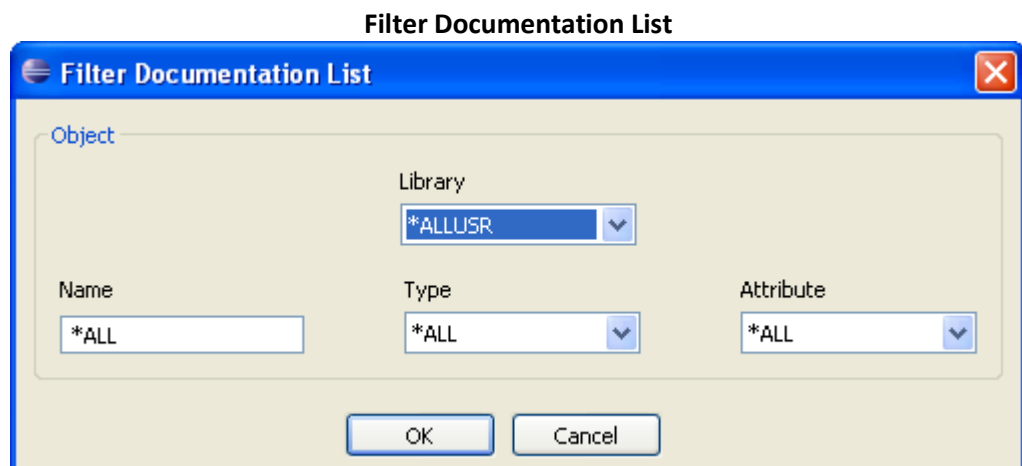 Filter Documentation List
Filter Documentation List
Object
Library
*ALLUSR
Name Type Attribute
*ALL *ALL *ALL
OK Cancel